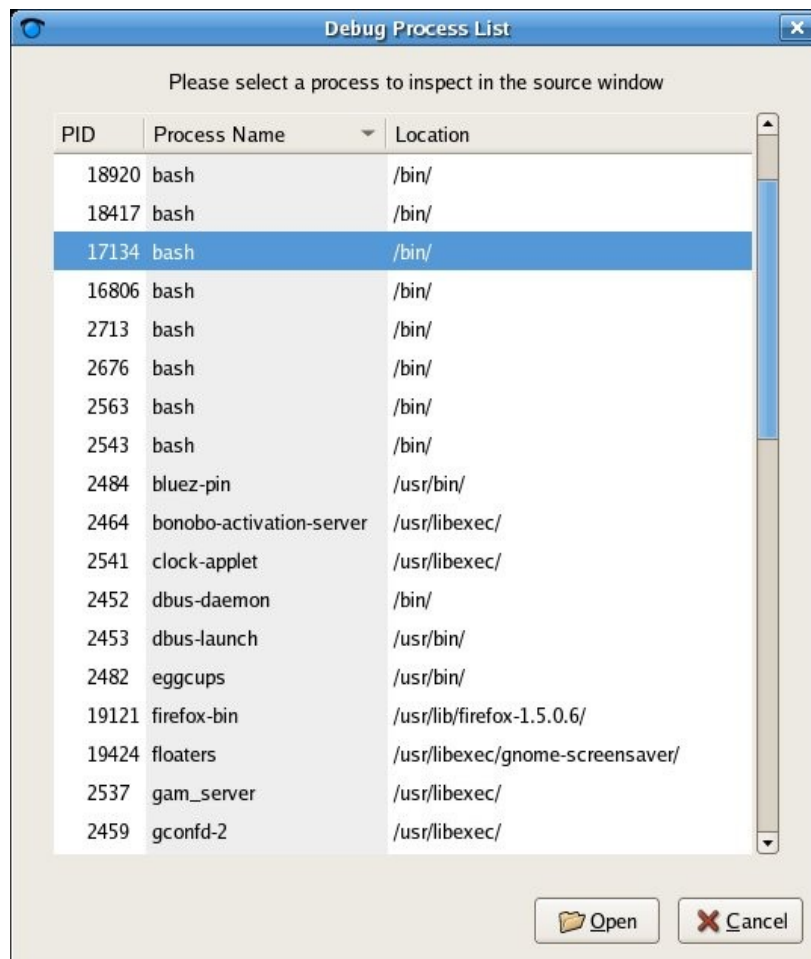 Debug Process List
Please select a process to inspect in the source window
PID Process Name Location
18920 bash /bin/
18417 bash /bin/
17134 bash /bin/
16806 bash /bin/
2713 bash /bin/
2676 bash /bin/
2563 bash /bin/
2543 bash /bin/
2484 bluez-pin /usr/bin/
2464 bonobo-activation-server /usr/libexec/
2541 clock-applet /usr/libexec/
2452 dbus-daemon /bin/
2453 dbus-launch /usr/bin/
2482 eggcups /usr/bin/
19121 firefox-bin /usr/lib/firefox-1.5.0.6/
19424 floaters /usr/libexec/gnome-screensaver/
2537 gam_server /usr/libexec/
2459 gconfd-2 /usr/libexec/
Open Cancel